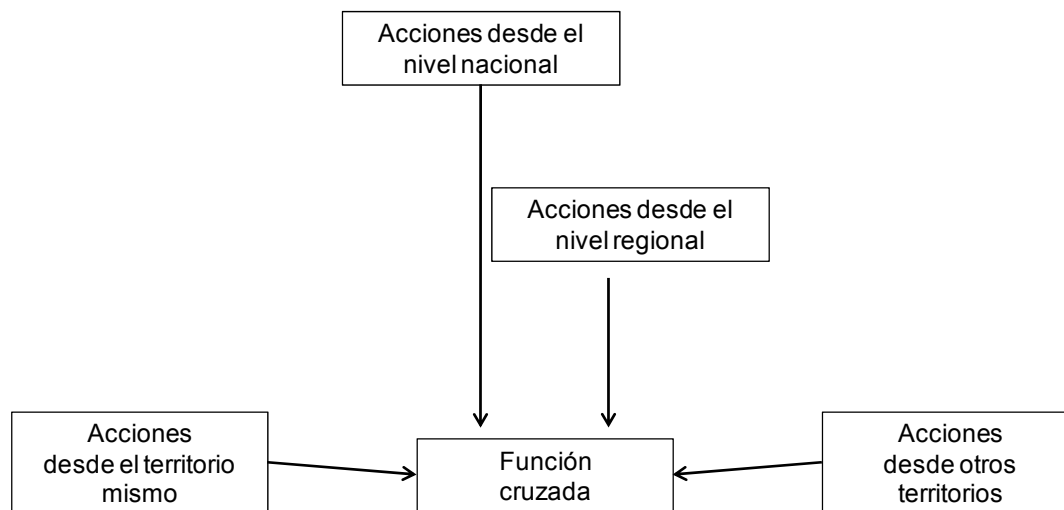 Acciones desde el
nivel nacional
Acciones desde el
nivel regional
Acciones
desde el territorio
mismo
Función
cruzada
Acciones
desde otros
territorios